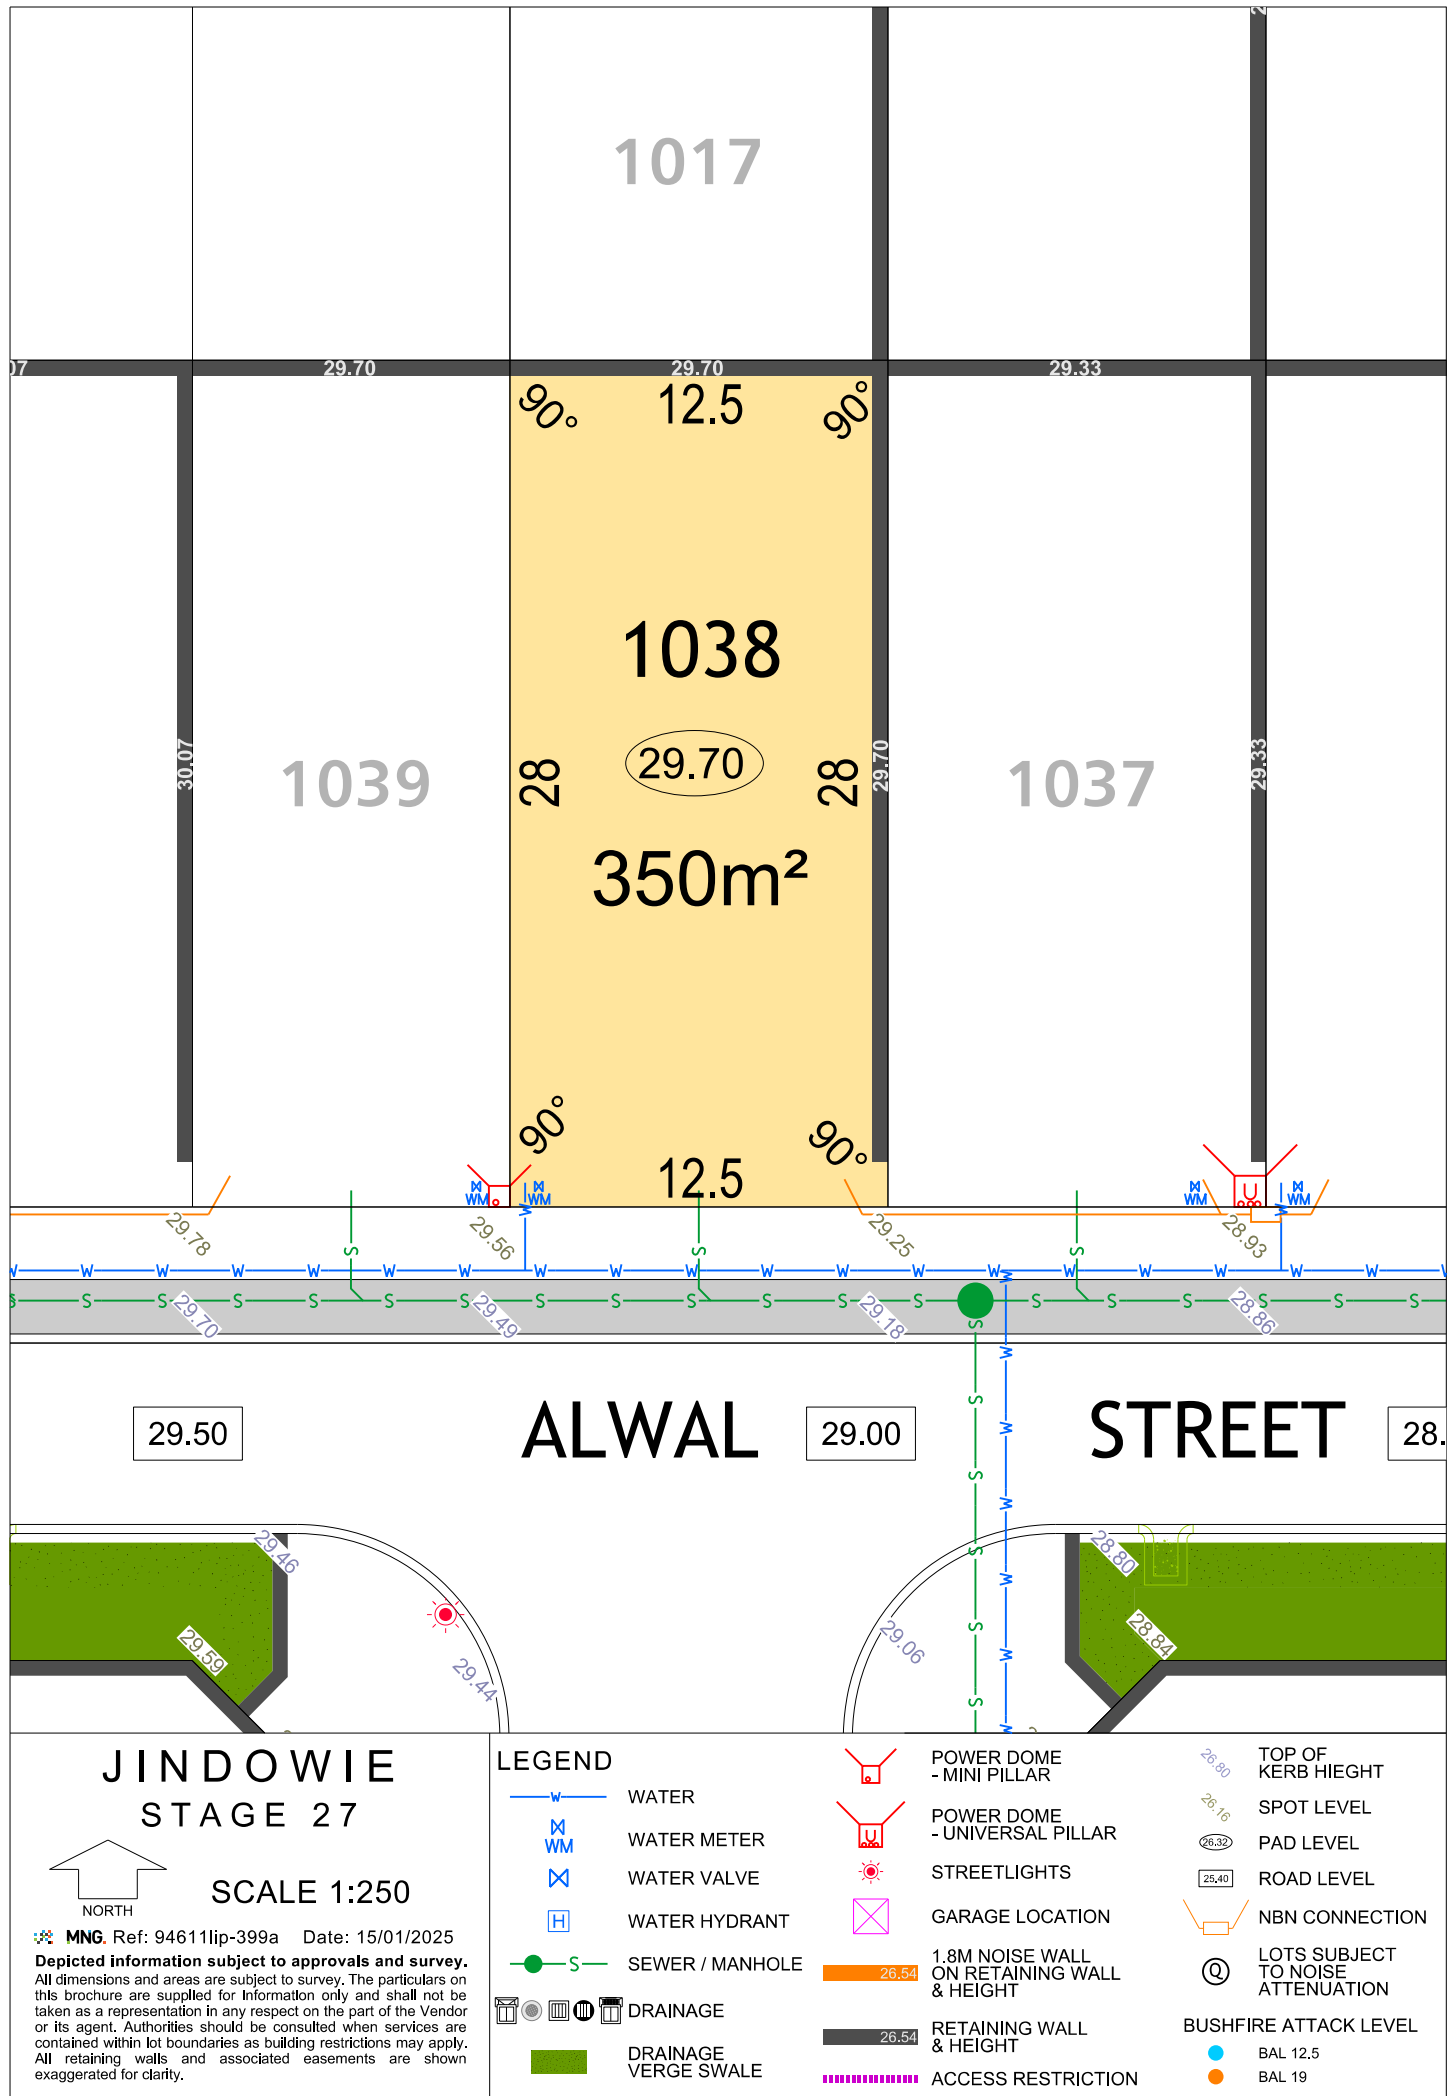 1017
29.70
29.70
29.33
90°
12.5
90°
1038
30.07
1039
28
29.70
28
29.70
1037
29.33
350m²
90°
12.5
90°
WM
WM
WM
U
WM
29.78
29.56
29.25
28.93
W W W W W W W W W W W W W W W W W W W
S S S
S S S S S S S S S S S S S S S S S S
29.70
29.49
29.18
28.86
29.50
ALWAL
29.00
STREET
28.
29.46
28.80
29.59
29.44
29.06
28.84
JINDOWIE
STAGE 27
NORTH
SCALE 1:250
MNG. Ref: 94611lip-399a Date: 15/01/2025
Depicted information subject to approvals and survey.
All dimensions and areas are subject to survey. The particulars on
this brochure are supplied for information only and shall not be
taken as a representation in any respect on the part of the Vendor
or its agent. Authorities should be consulted when services are
contained within lot boundaries as building restrictions may apply.
All retaining walls and associated easements are shown
exaggerated for clarity.
LEGEND
W WATER
WM WATER METER
WATER VALVE
H WATER HYDRANT
S SEWER / MANHOLE
DRAINAGE
DRAINAGE
VERGE SWALE
POWER DOME
- MINI PILLAR
POWER DOME
- UNIVERSAL PILLAR
U
STREETLIGHTS
GARAGE LOCATION
1.8M NOISE WALL
26.54 ON RETAINING WALL
& HEIGHT
26.54 RETAINING WALL
& HEIGHT
ACCESS RESTRICTION
26.80 TOP OF
KERB HIEGHT
26.16 SPOT LEVEL
26.32 PAD LEVEL
25.40 ROAD LEVEL
NBN CONNECTION
Q LOTS SUBJECT
TO NOISE
ATTENUATION
BUSHFIRE ATTACK LEVEL
BAL 12.5
BAL 19